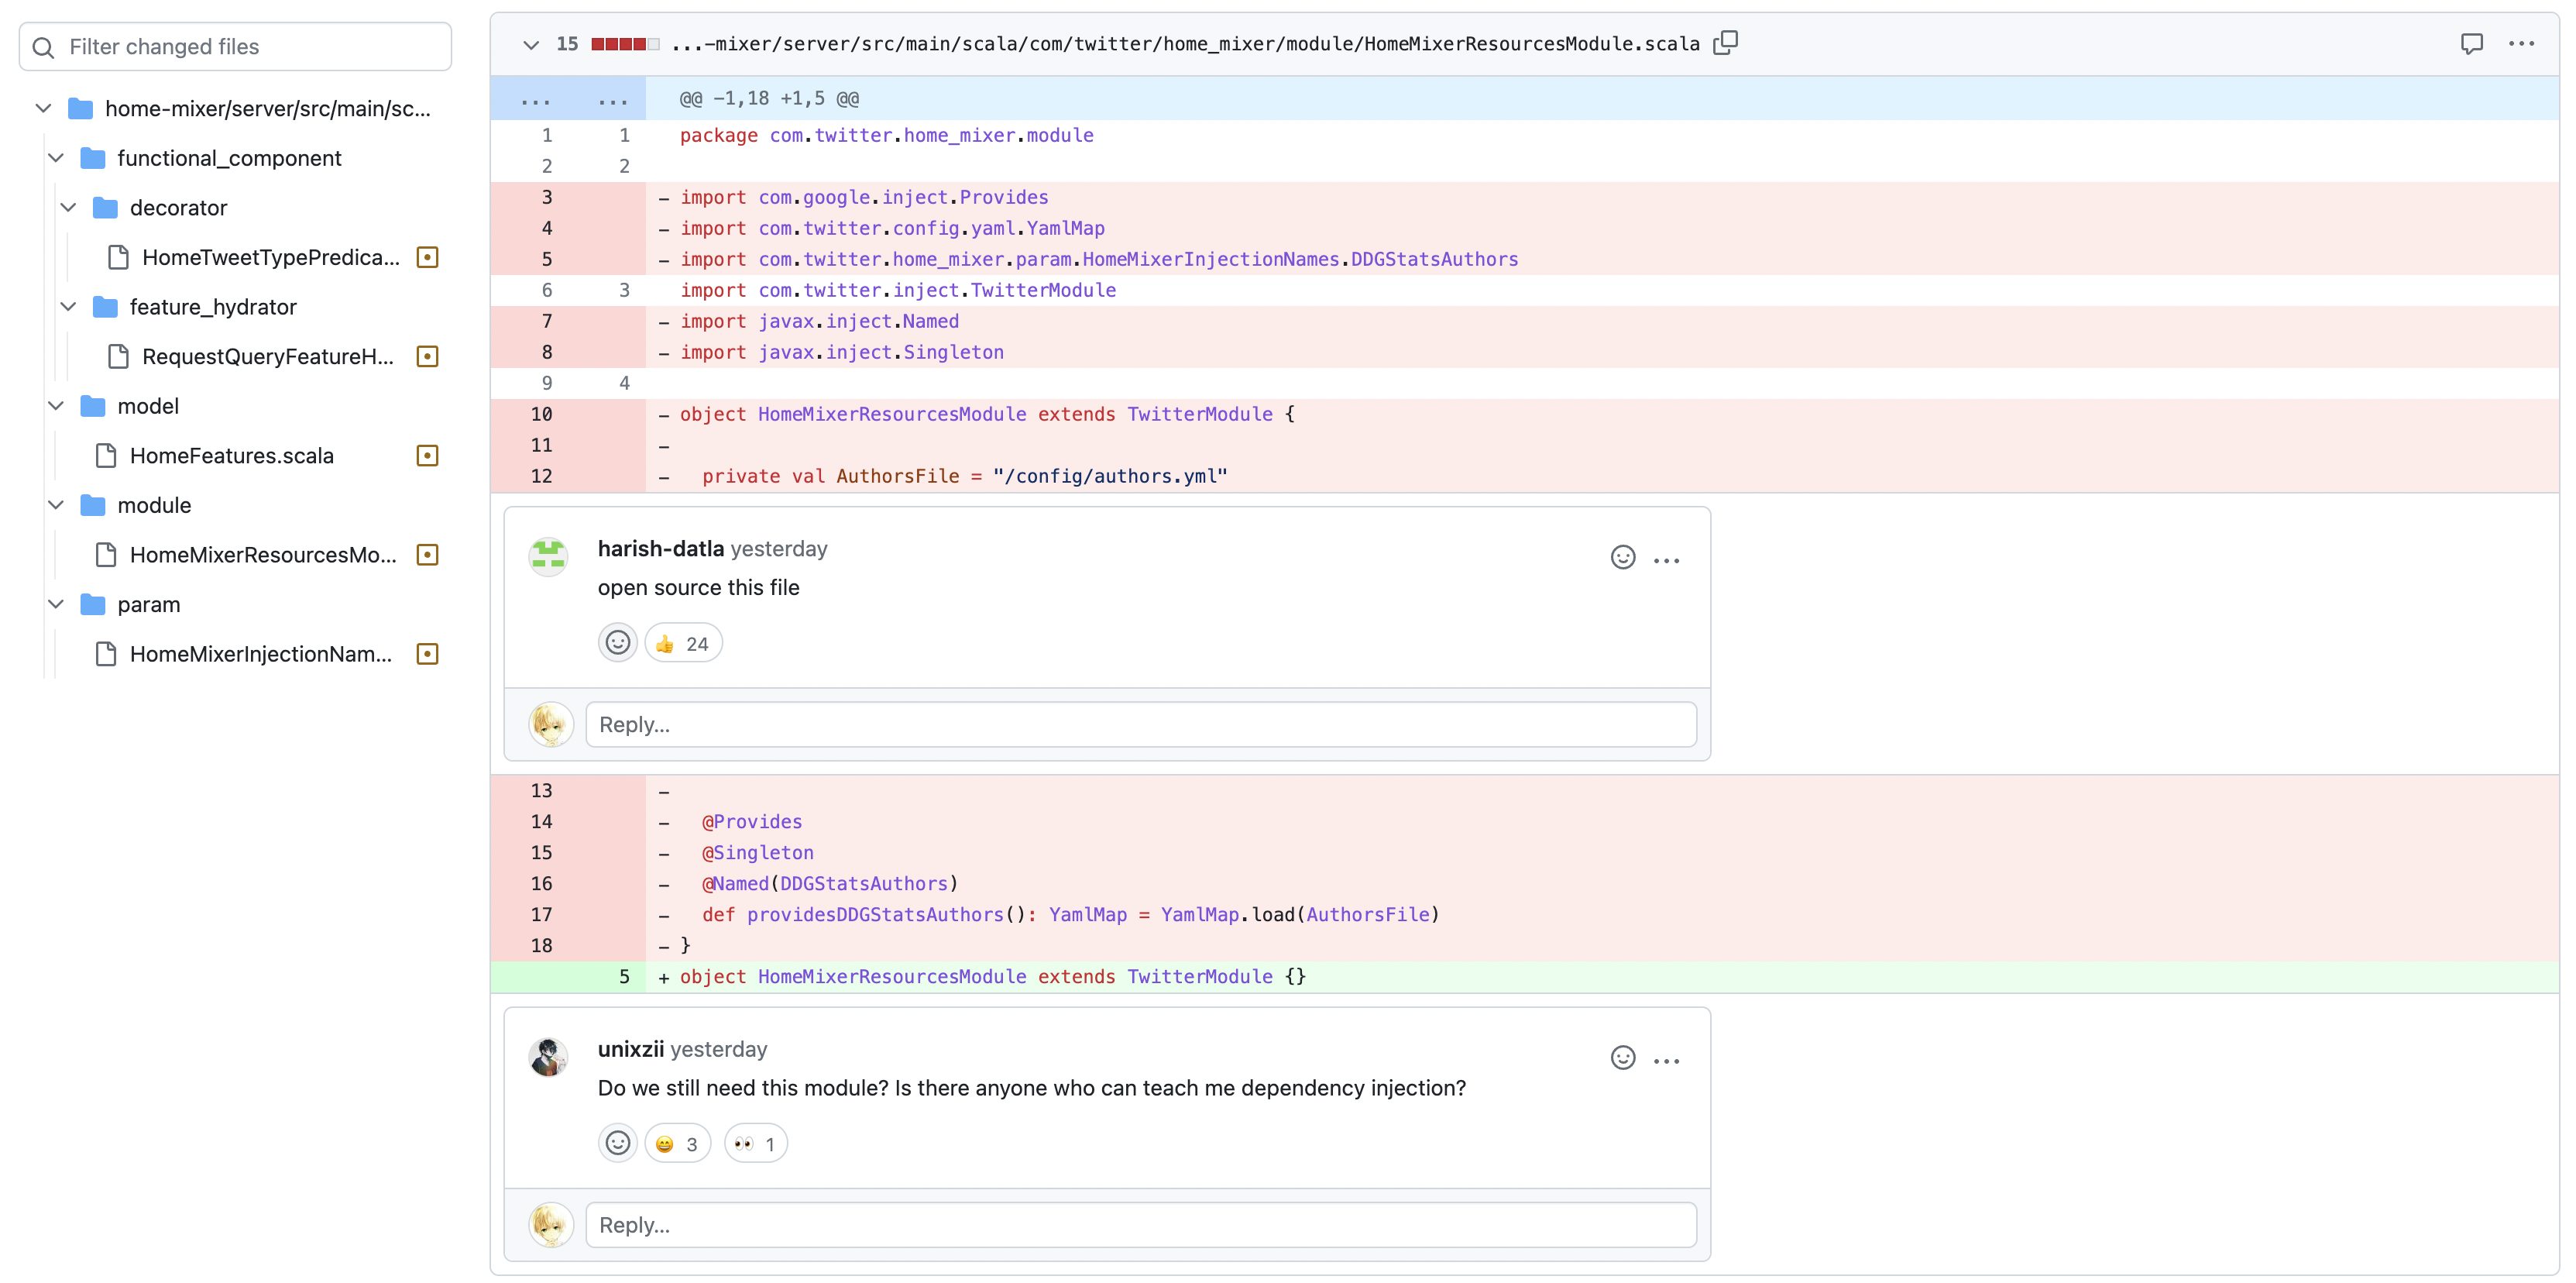 Filter changed files
home-mixer/server/src/main/sc...
functional_component
decorator
HomeTweetTypePredica...
feature_hydrator
RequestQueryFeatureH...
model
HomeFeatures.scala
module
HomeMixerResourcesMo...
param
HomeMixerInjectionNam...
15 ...-mixer/server/src/main/scala/com/twitter/home_mixer/module/HomeMixerResourcesModule.scala
... ... @@ -1,18 +1,5 @@
1 1 package com.twitter.home_mixer.module
2 2
3 - import com.google.inject.Provides
4 - import com.twitter.config.yaml.YamlMap
5 - import com.twitter.home_mixer.param.HomeMixerInjectionNames.DDGStatsAuthors
6 3 import com.twitter.inject.TwitterModule
7 - import javax.inject.Named
8 - import javax.inject.Singleton
9 4
10 - object HomeMixerResourcesModule extends TwitterModule {
11 -
12 - private val AuthorsFile = "/config/authors.yml"
harish-datla yesterday
open source this file
👍 24
Reply...
13 -
14 - @Provides
15 - @Singleton
16 - @Named(DDGStatsAuthors)
17 - def providesDDGStatsAuthors(): YamlMap = YamlMap.load(AuthorsFile)
18 - }
5 + object HomeMixerResourcesModule extends TwitterModule {}
unixzii yesterday
Do we still need this module? Is there anyone who can teach me dependency injection?
😄 3 👀 1
Reply...